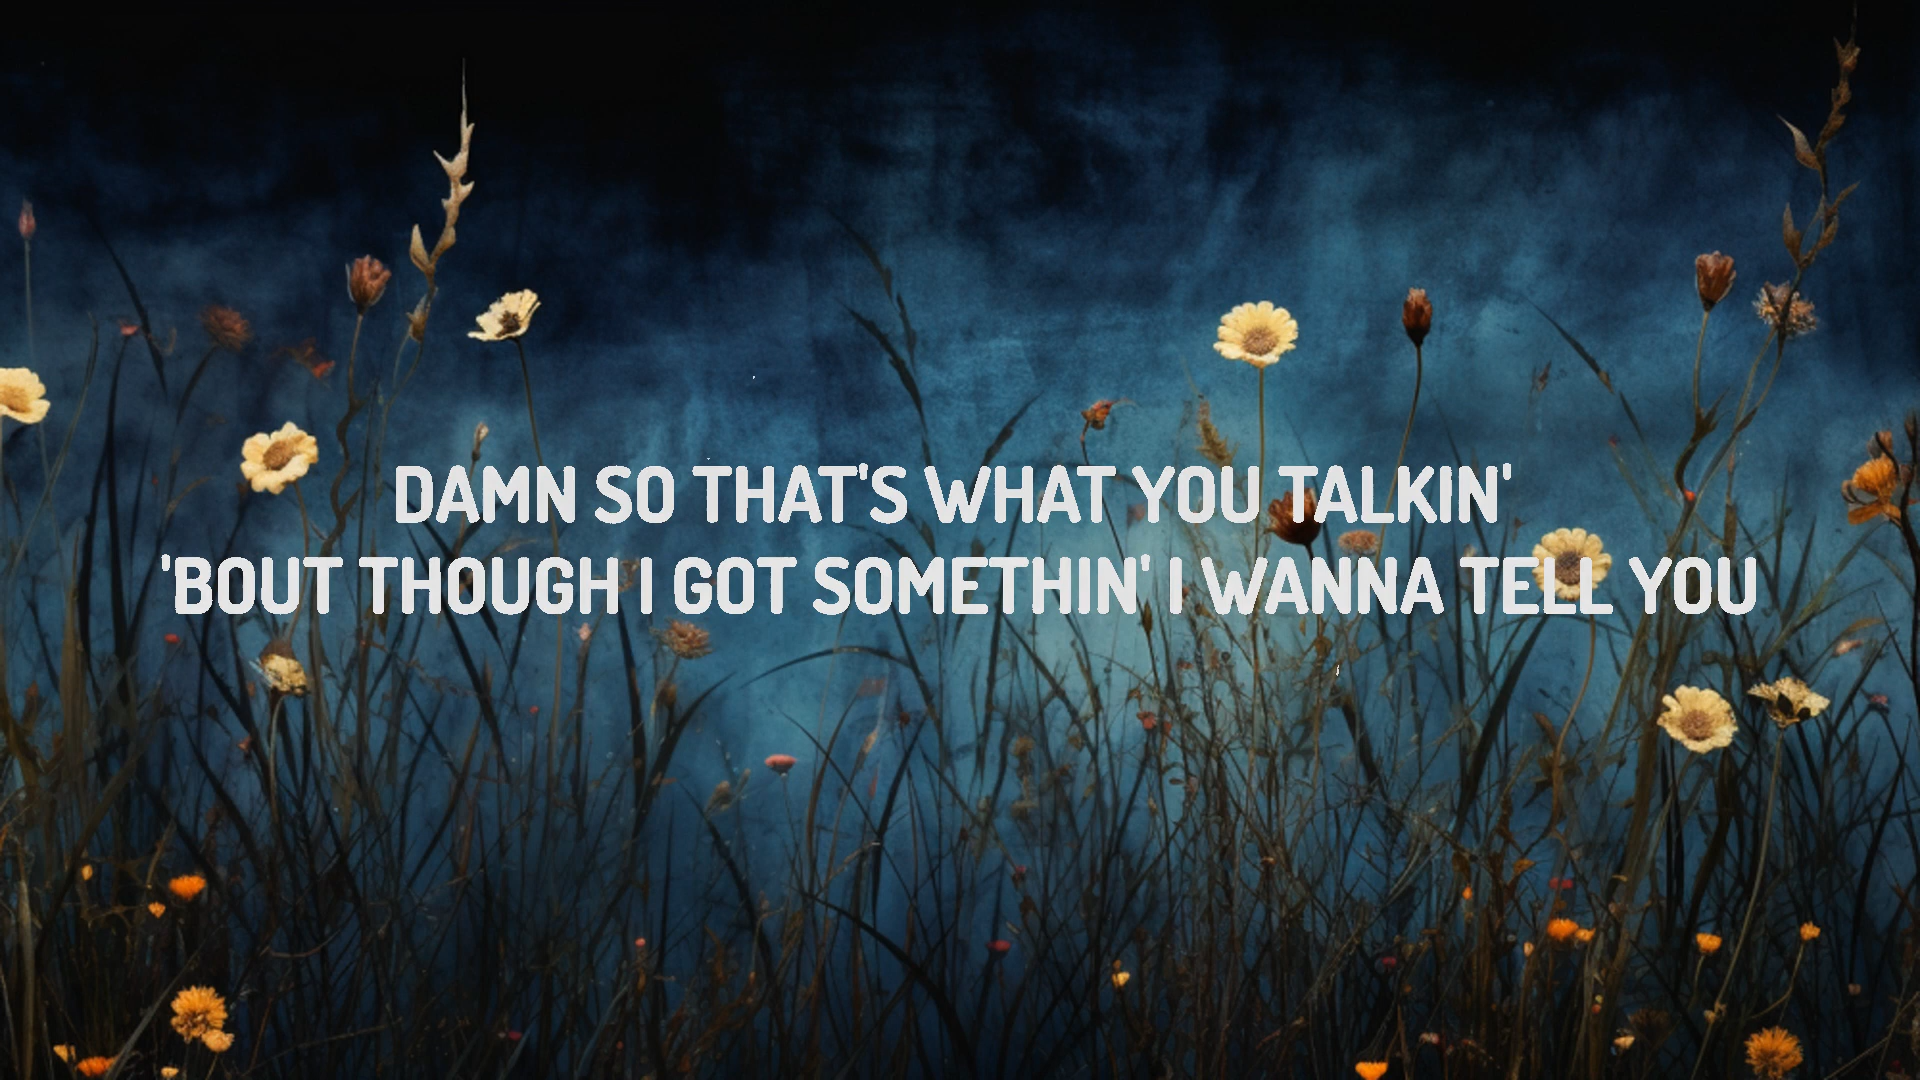 DAMN SO THAT'S WHAT YOU TALKIN'
'BOUT THOUGH I GOT SOMETHIN' I WANNA TELL YOU